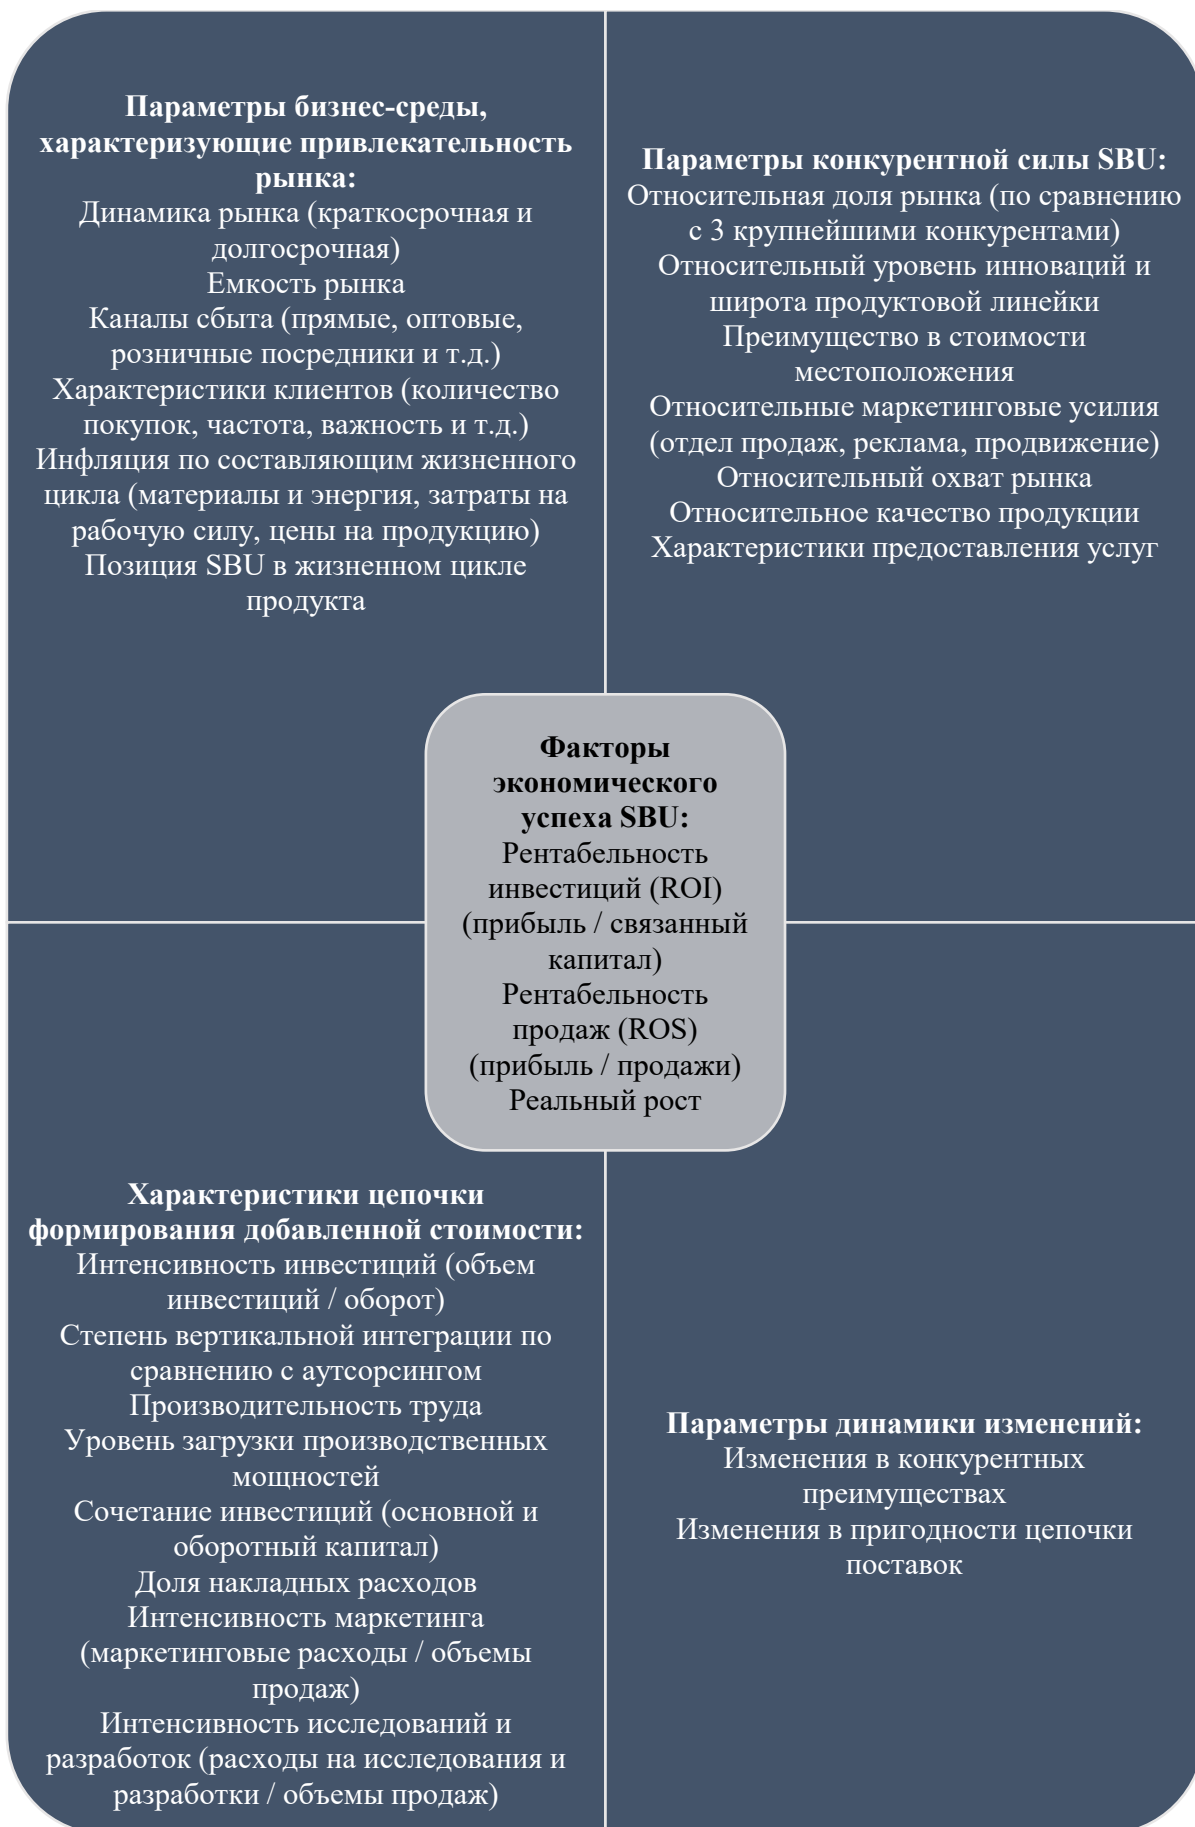 Параметры бизнес-среды,
характеризующие привлекательность
рынка:
Динамика рынка (краткосрочная и
долгосрочная)
Емкость рынка
Каналы сбыта (прямые, оптовые,
розничные посредники и т.д.)
Характеристики клиентов (количество
покупок, частота, важность и т.д.)
Инфляция по составляющим жизненного
цикла (материалы и энергия, затраты на
рабочую силу, цены на продукцию)
Позиция SBU в жизненном цикле
продукта
Параметры конкурентной силы SBU:
Относительная доля рынка (по сравнению
с 3 крупнейшими конкурентами)
Относительный уровень инноваций и
широта продуктовой линейки
Преимущество в стоимости
местоположения
Относительные маркетинговые усилия
(отдел продаж, реклама, продвижение)
Относительный охват рынка
Относительное качество продукции
Характеристики предоставления услуг
Факторы
экономического
успеха SBU:
Рентабельность
инвестиций (ROI)
(прибыль / связанный
капитал)
Рентабельность
продаж (ROS)
(прибыль / продажи)
Реальный рост
Характеристики цепочки
формирования добавленной стоимости:
Интенсивность инвестиций (объем
инвестиций / оборот)
Степень вертикальной интеграции по
сравнению с аутсорсингом
Производительность труда
Уровень загрузки производственных
мощностей
Сочетание инвестиций (основной и
оборотный капитал)
Доля накладных расходов
Интенсивность маркетинга
(маркетинговые расходы / объемы
продаж)
Интенсивность исследований и
разработок (расходы на исследования и
разработки / объемы продаж)
Параметры динамики изменений:
Изменения в конкурентных
преимуществах
Изменения в пригодности цепочки
поставок